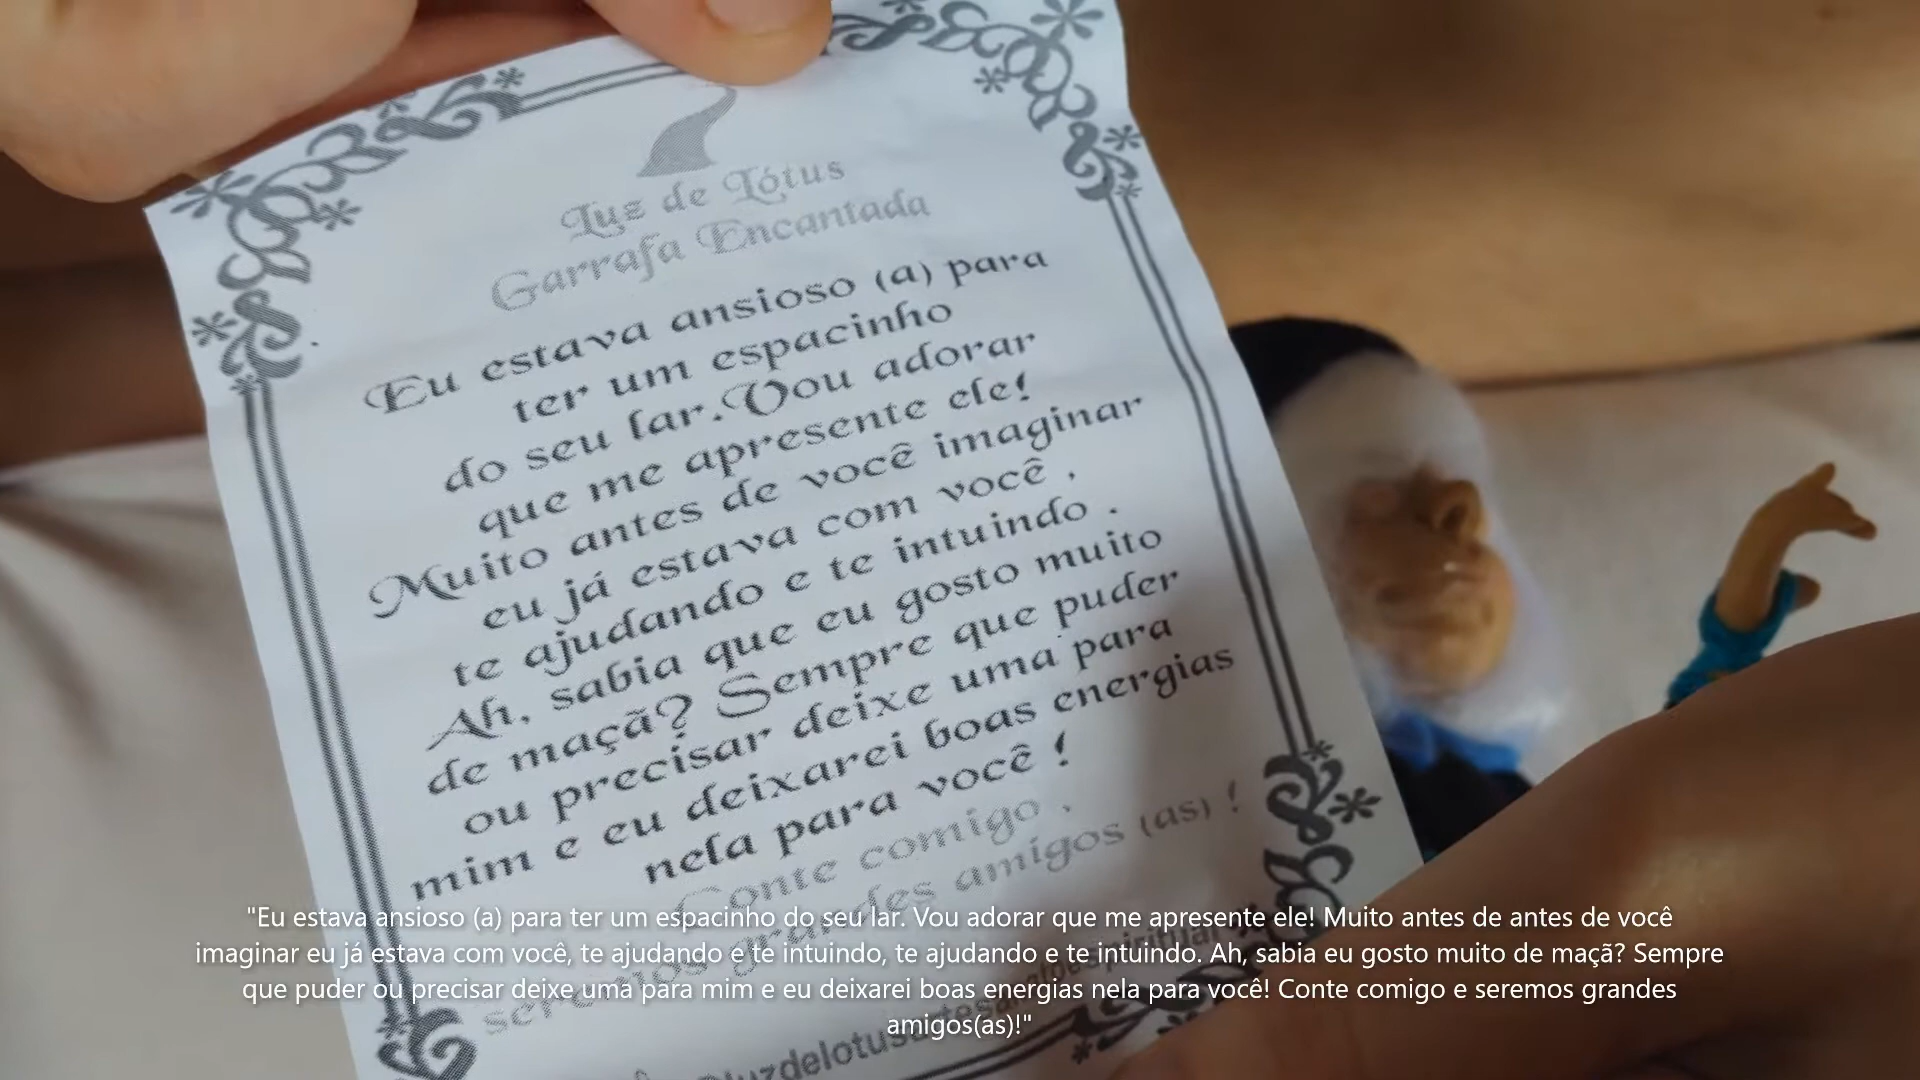 Luz de Lótus
Garrafa Encantada
Eu estava ansioso (a) para
ter um espacinho
do seu lar.Vou adorar
que me apresente ele!
Muito antes de você imaginar
eu já estava com você ,
te ajudando e te intuindo .
Ah, sabia que eu gosto muito
de maçã? Sempre que puder
ou precisar deixe uma para
mim e eu deixarei boas energias
nela para você !
Conte comigo ,
seremos grandes amigos (as) !
"Eu estava ansioso (a) para ter um espacinho do seu lar. Vou adorar que me apresente ele! Muito antes de antes de você
imaginar eu já estava com você, te ajudando e te intuindo, te ajudando e te intuindo. Ah, sabia eu gosto muito de maçã? Sempre
que puder ou precisar deixe uma para mim e eu deixarei boas energias nela para você! Conte comigo e seremos grandes
amigos(as)!"